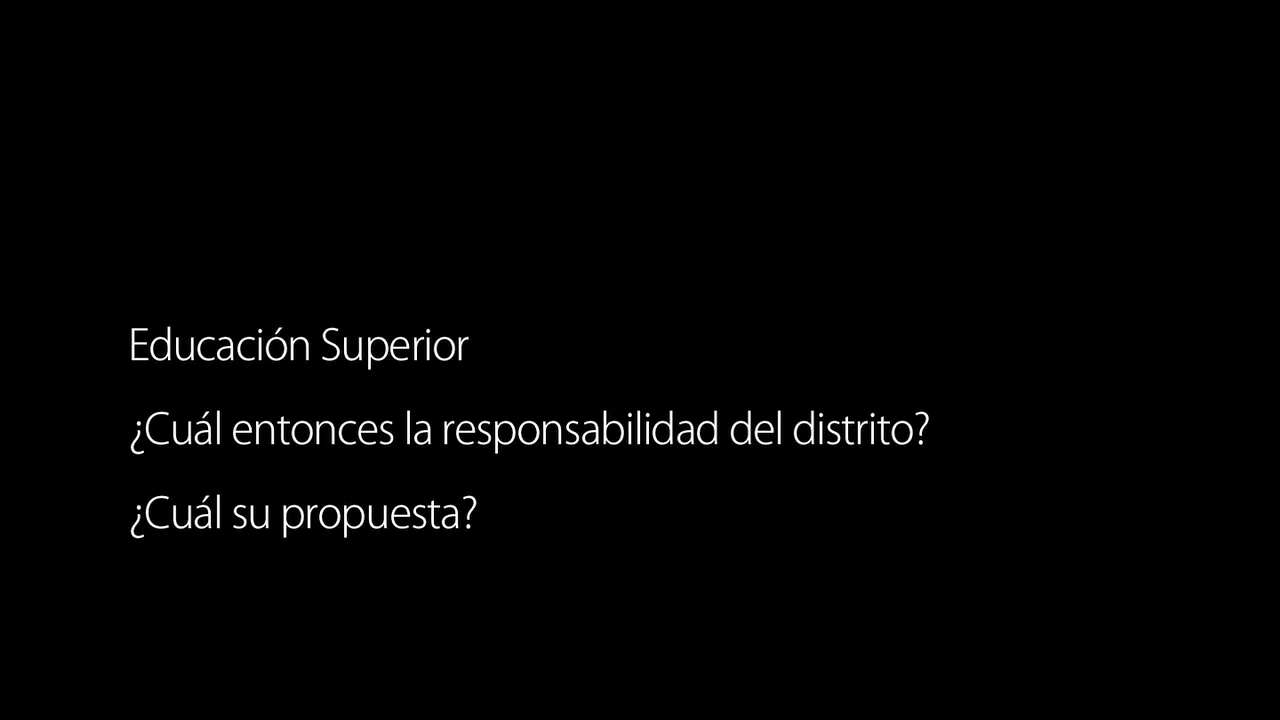 Educación Superior
¿Cuál entonces la responsabilidad del distrito?
¿Cuál su propuesta?